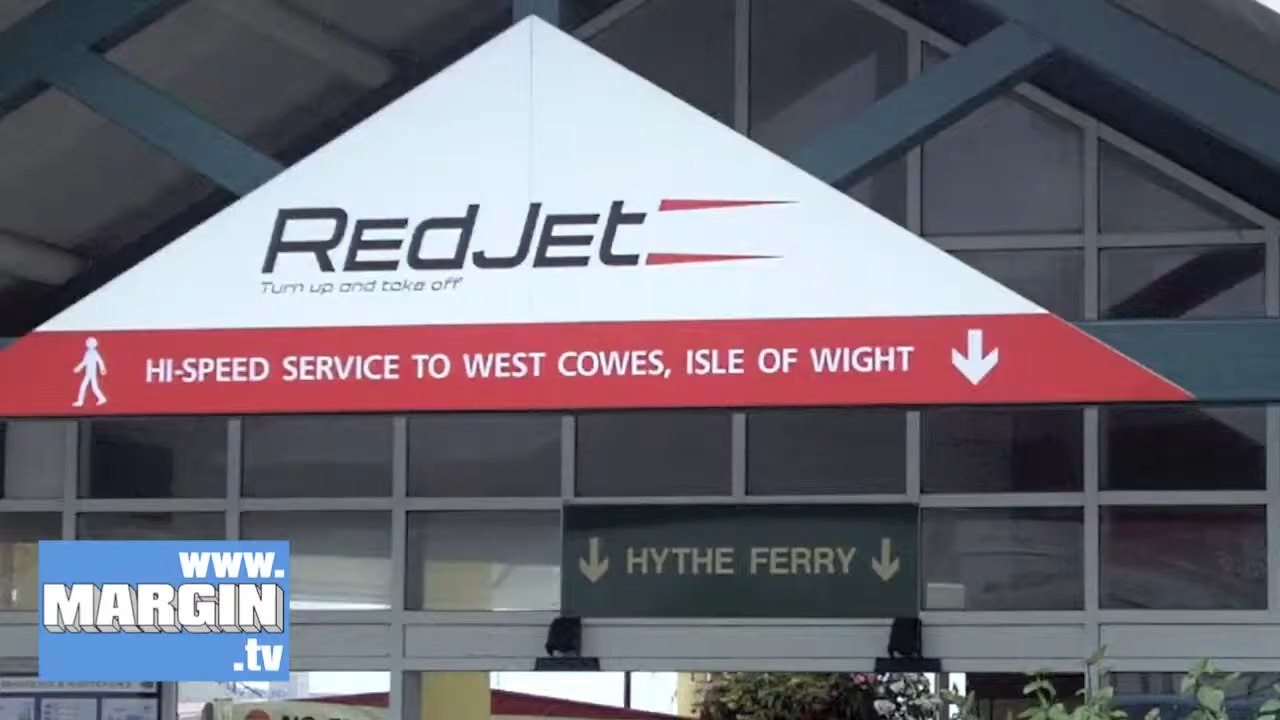 REDJET
Turn up and take off
HI-SPEED SERVICE TO WEST COWES, ISLE OF WIGHT
HYTHE FERRY
www.
MARGIN
.tv